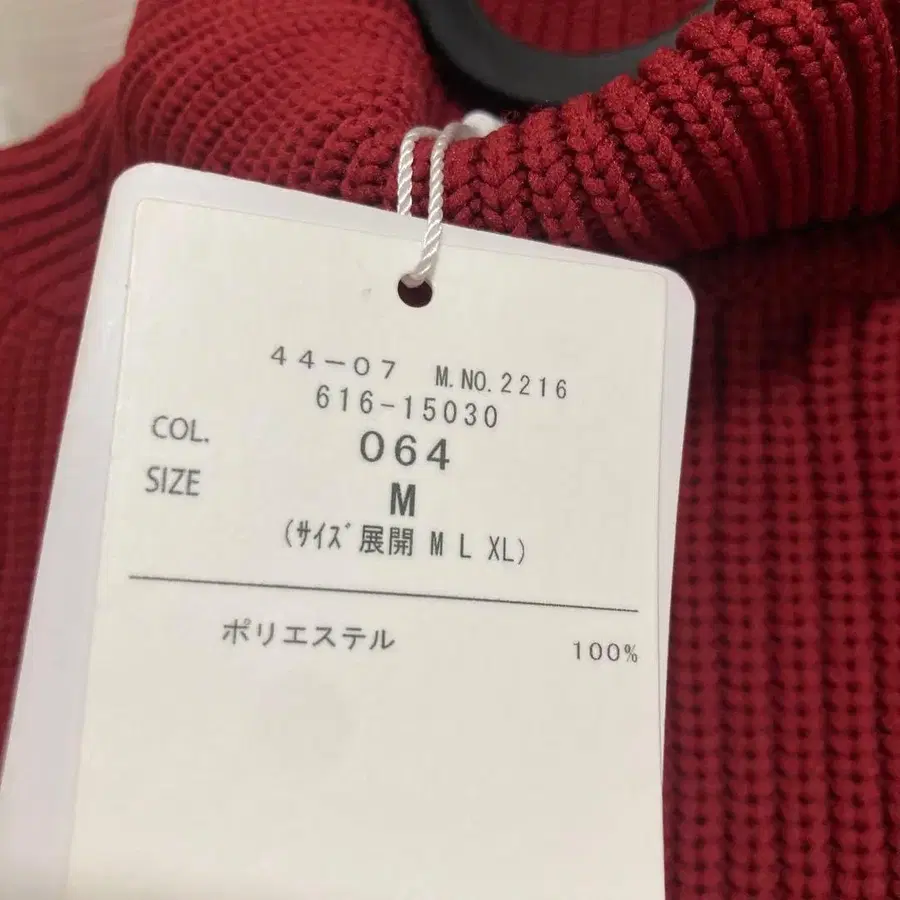 44-07 M.NO.2216
616-15030
COL. 064
SIZE M
(ｻｲｽﾞ展開 M L XL)
ポリエステル 100%